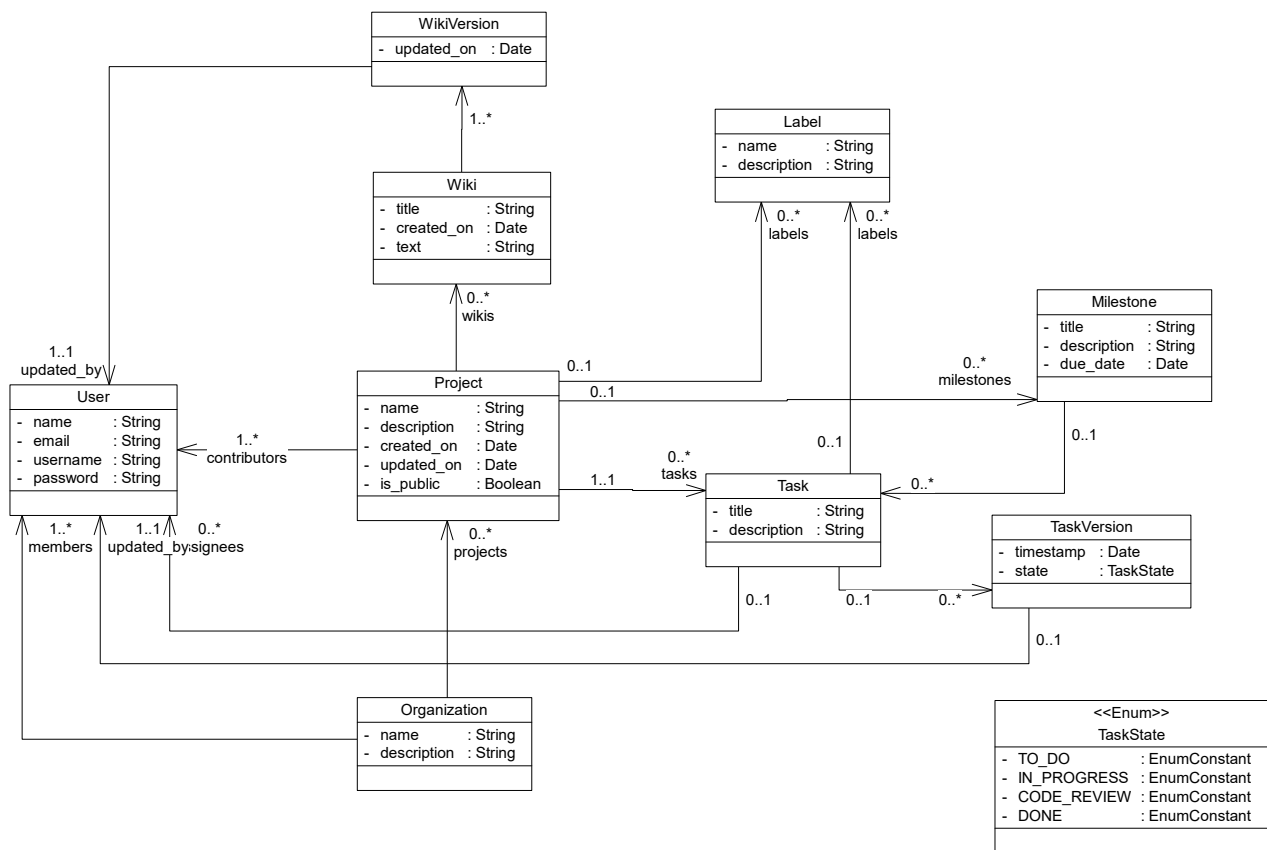 WikiVersion
- updated_on : Date
1..*
Wiki
- title : String
- created_on : Date
- text : String
0..*
wikis
Label
- name : String
- description : String
0..*
labels
0..*
labels
Milestone
- title : String
- description : String
- due_date : Date
0..*
milestones
0..1
1..1
updated_by
User
- name : String
- email : String
- username : String
- password : String
1..*
contributors
Project
- name : String
- description : String
- created_on : Date
- updated_on : Date
- is_public : Boolean
0..1
0..1
1..1
0..*
tasks
0..1
Task
- title : String
- description : String
0..*
TaskVersion
- timestamp : Date
- state : TaskState
1..*
members
1..1
updated_by
0..*
signees
0..*
projects
0..1
0..1
0..*
0..1
Organization
- name : String
- description : String
<<Enum>>
TaskState
- TO_DO : EnumConstant
- IN_PROGRESS : EnumConstant
- CODE_REVIEW : EnumConstant
- DONE : EnumConstant